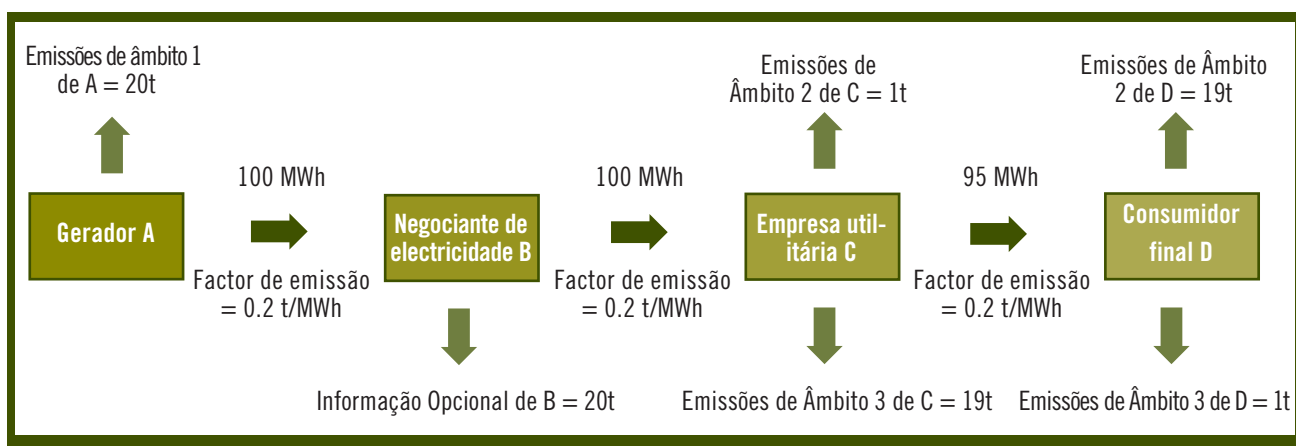 Emissões de âmbito 1
de A = 20t
Emissões de
Âmbito 2 de C = 1t
Emissões de Âmbito
2 de D = 19t
Gerador A
100 MWh
Factor de emissão
= 0.2 t/MWh
Negociante de
electricidade B
100 MWh
Factor de emissão
= 0.2 t/MWh
Empresa util-
itária C
95 MWh
Factor de emissão
= 0.2 t/MWh
Consumidor
final D
Informação Opcional de B = 20t
Emissões de Âmbito 3 de C = 19t
Emissões de Âmbito 3 de D = 1t